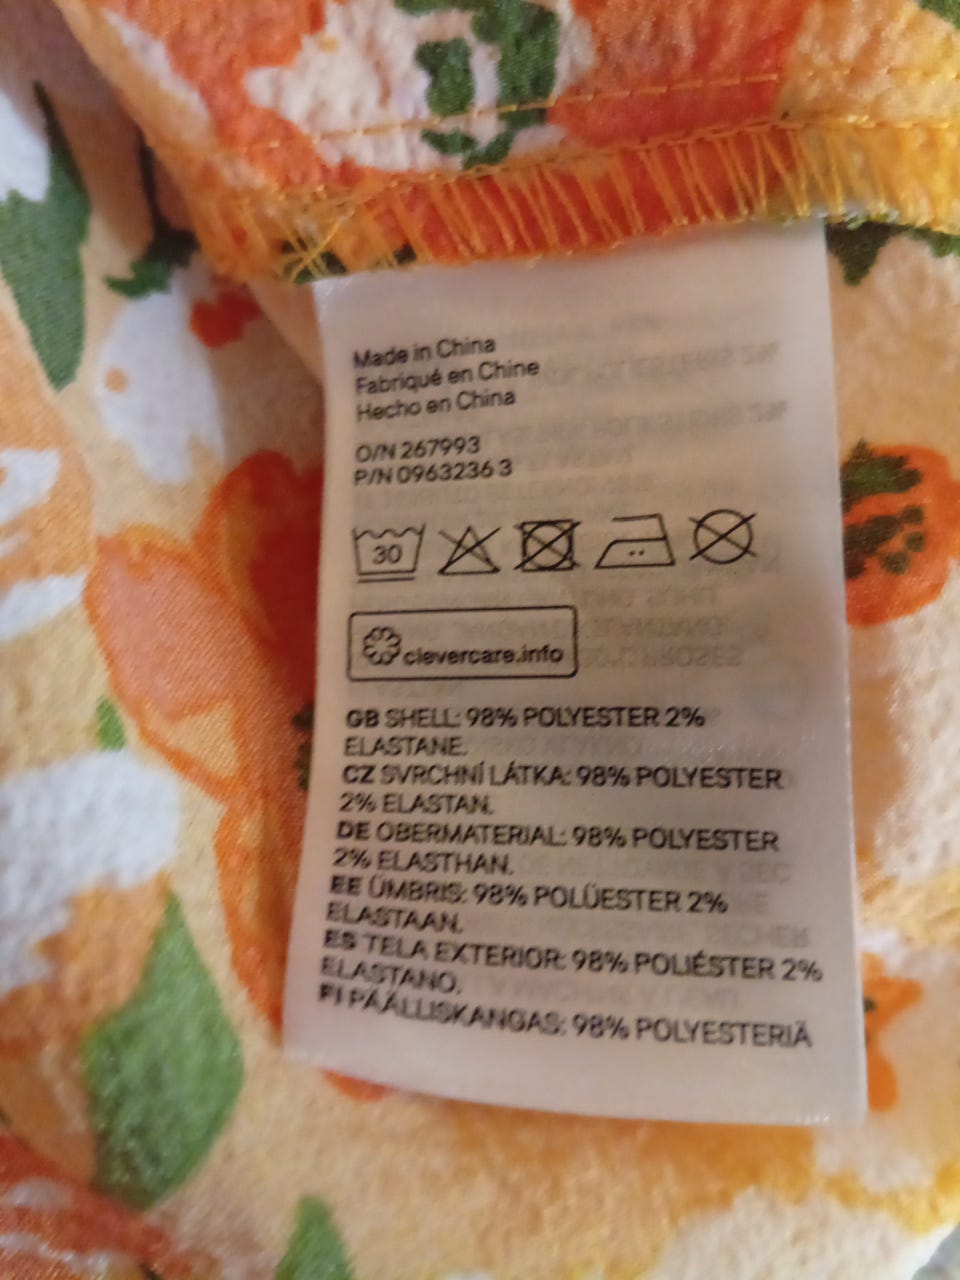 Made in China
Fabriqué en Chine
Hecho en China
O/N 267993
P/N 0963236 3
30
clevercare.info
GB SHELL: 98% POLYESTER 2%
ELASTANE.
CZ SVRCHNÍ LÁTKA: 98% POLYESTER
2% ELASTAN.
DE OBERMATERIAL: 98% POLYESTER
2% ELASTHAN.
EE ÜMBRIS: 98% POLÜESTER 2%
ELASTAAN.
ES TELA EXTERIOR: 98% POLIÉSTER 2%
ELASTANO.
FI PÄÄLLISKANGAS: 98% POLYESTERIÄ